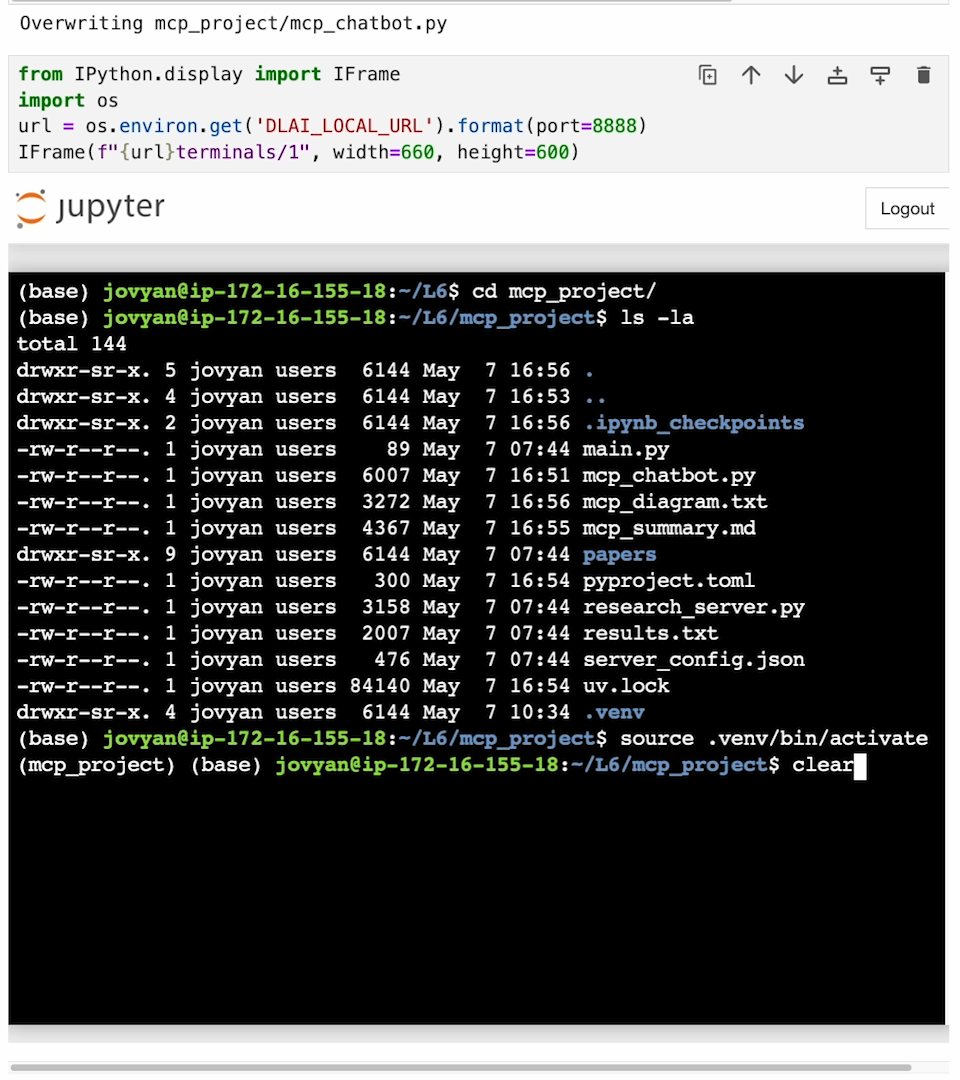 Overwriting mcp_project/mcp_chatbot.py
from IPython.display import IFrame
import os
url = os.environ.get('DLAI_LOCAL_URL').format(port=8888)
IFrame(f"{url}terminals/1", width=660, height=600)
jupyter
Logout
(base) jovyan@ip-172-16-155-18:~/L6$ cd mcp_project/
(base) jovyan@ip-172-16-155-18:~/L6/mcp_project$ ls -la
total 144
drwxr-sr-x. 5 jovyan users  6144 May  7 16:56 .
drwxr-sr-x. 4 jovyan users  6144 May  7 16:53 ..
drwxr-sr-x. 2 jovyan users  6144 May  7 16:56 .ipynb_checkpoints
-rw-r--r--. 1 jovyan users    89 May  7 07:44 main.py
-rw-r--r--. 1 jovyan users  6007 May  7 16:51 mcp_chatbot.py
-rw-r--r--. 1 jovyan users  3272 May  7 16:56 mcp_diagram.txt
-rw-r--r--. 1 jovyan users  4367 May  7 16:55 mcp_summary.md
drwxr-sr-x. 9 jovyan users  6144 May  7 07:44 papers
-rw-r--r--. 1 jovyan users   300 May  7 16:54 pyproject.toml
-rw-r--r--. 1 jovyan users  3158 May  7 07:44 research_server.py
-rw-r--r--. 1 jovyan users  2007 May  7 07:44 results.txt
-rw-r--r--. 1 jovyan users   476 May  7 07:44 server_config.json
-rw-r--r--. 1 jovyan users 84140 May  7 16:54 uv.lock
drwxr-sr-x. 4 jovyan users  6144 May  7 10:34 .venv
(base) jovyan@ip-172-16-155-18:~/L6/mcp_project$ source .venv/bin/activate
(mcp_project) (base) jovyan@ip-172-16-155-18:~/L6/mcp_project$ clear